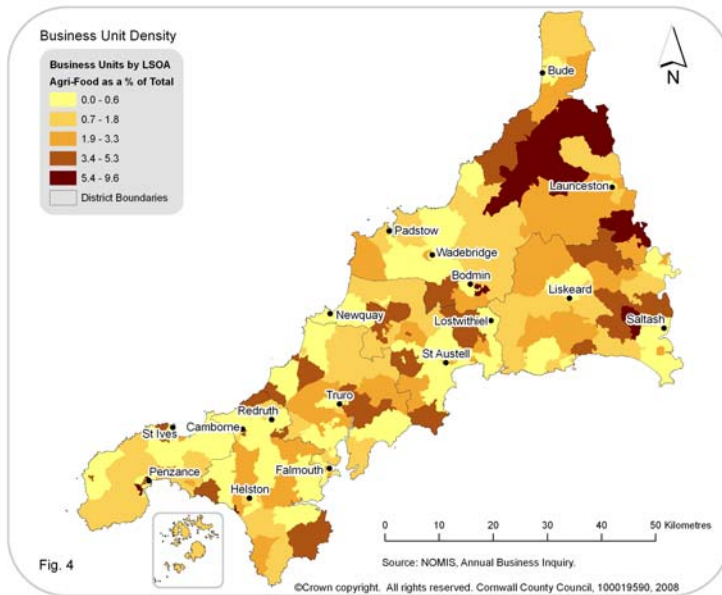 Business Unit Density
Business Units by LSOA
Agri-Food as a % of Total
0.0 - 0.6
0.7 - 1.8
1.9 - 3.3
3.4 - 5.3
5.4 - 9.6
District Boundaries
N
Bude
Launceston
Padstow
Wadebridge
Bodmin
Liskeard
Newquay
Lostwithiel
Saltash
St Austell
Truro
Redruth
Camborne
St Ives
Falmouth
Penzance
Helston
0 10 20 30 40 50 Kilometres
Fig. 4
Source: NOMIS, Annual Business Inquiry.
©Crown copyright. All rights reserved. Cornwall County Council, 100019590, 2008